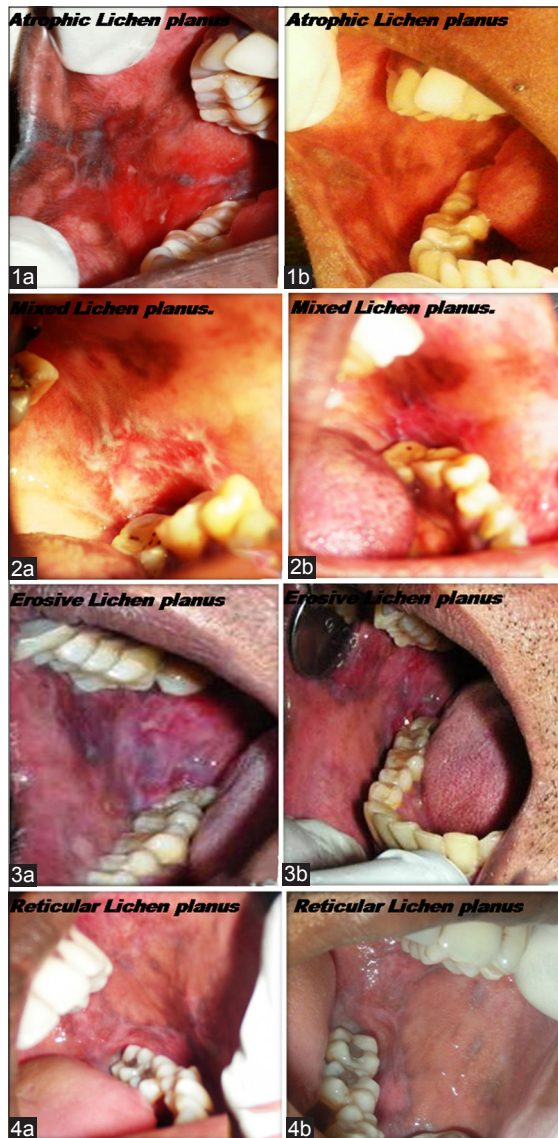 Atrophic Lichen planus
Atrophic Lichen planus
1a
1b
Mixed Lichen planus.
Mixed Lichen planus.
2a
2b
Erosive Lichen planus
Erosive Lichen planus
3a
3b
Reticular Lichen planus
Reticular Lichen planus
4a
4b